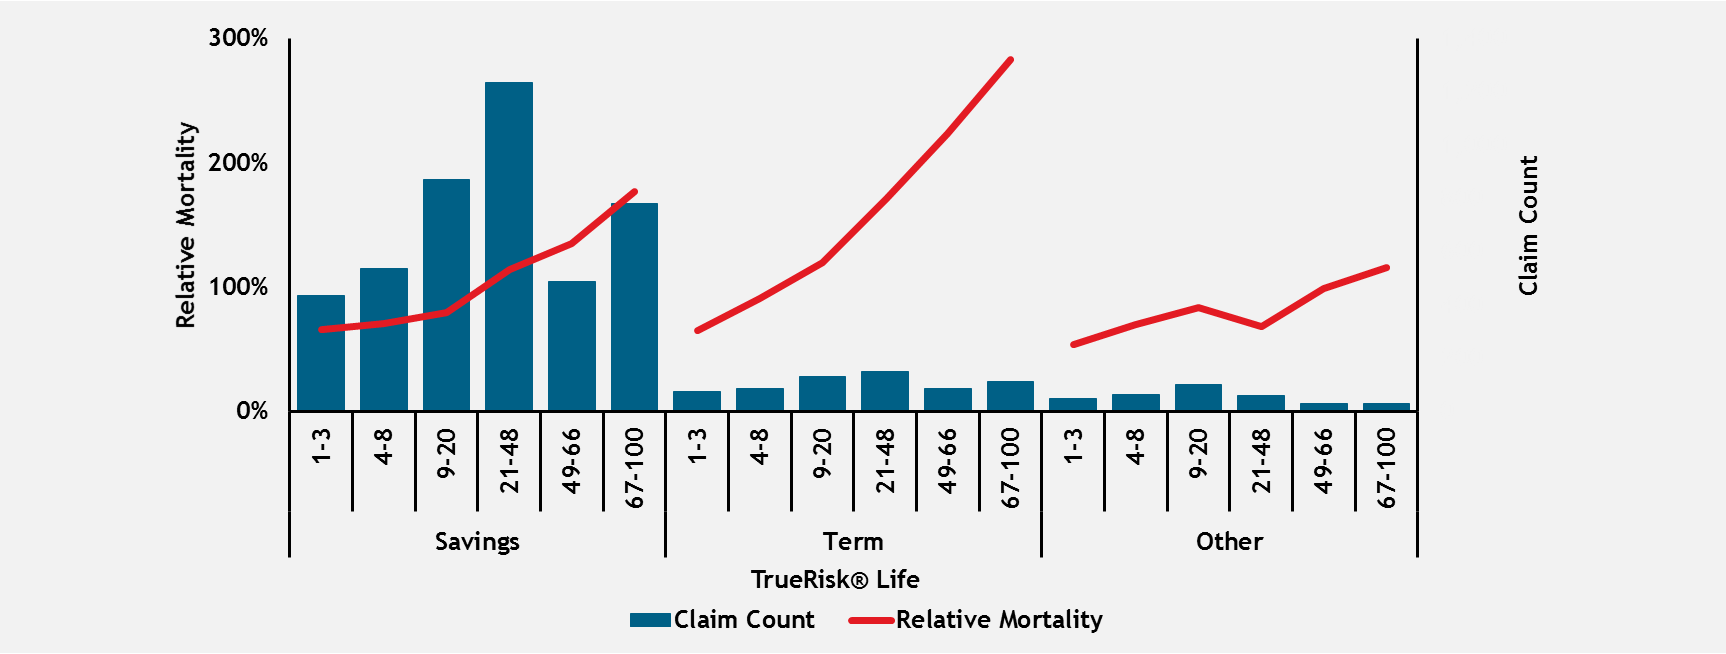 300%
200%
100%
0%
Relative Mortality
Claim Count
1-3
4-8
9-20
21-48
49-66
67-100
1-3
4-8
9-20
21-48
49-66
67-100
1-3
4-8
9-20
21-48
49-66
67-100
Savings
Term
Other
TrueRisk® Life
Claim Count
Relative Mortality